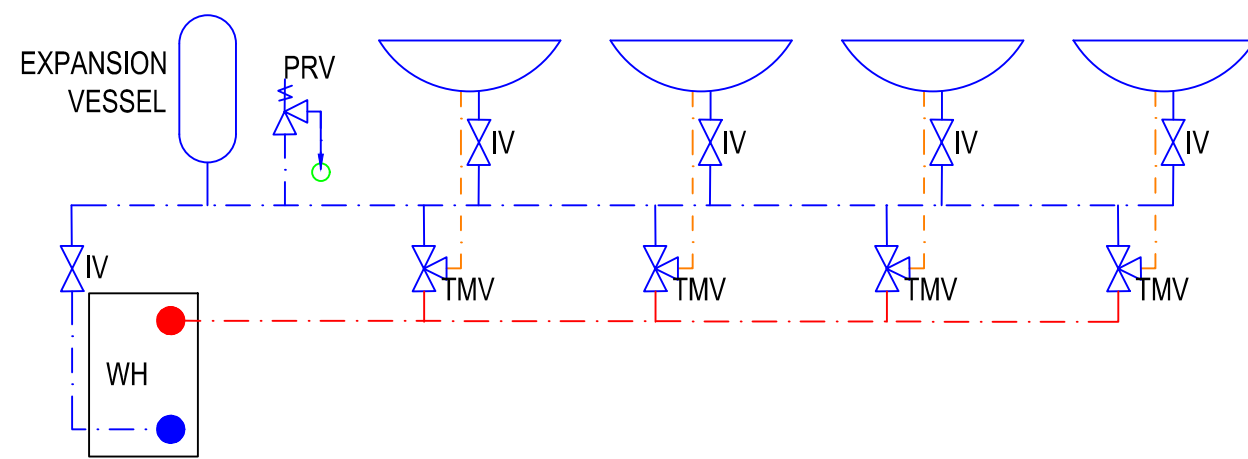 EXPANSION
VESSEL
PRV
IV
IV
IV
IV
IV
TMV
TMV
TMV
TMV
WH